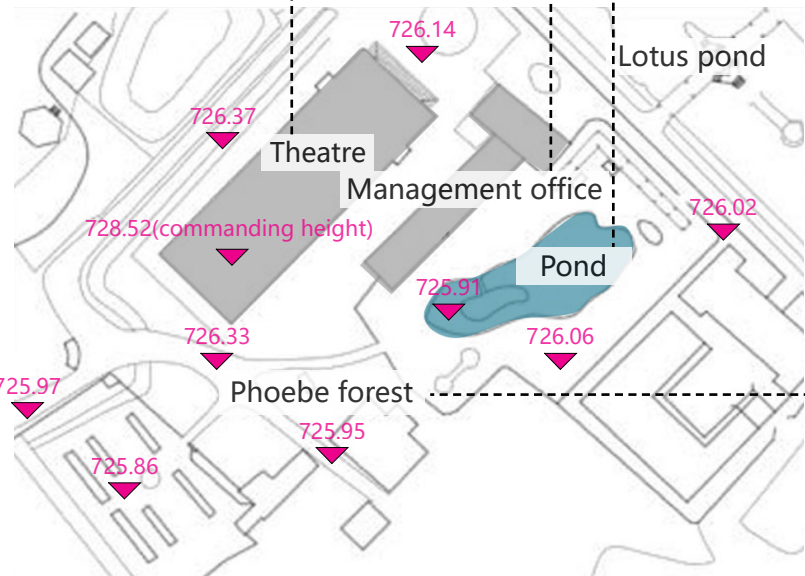 726.14
Lotus pond
726.37
Theatre
Management office
726.02
728.52(commanding height)
Pond
725.91
726.33
726.06
725.97
Phoebe forest
725.95
725.86